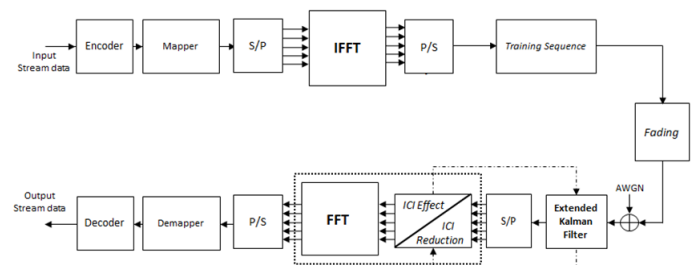 Input
Stream data
Encoder
Mapper
S/P
IFFT
P/S
Training Sequence
Fading
AWGN
Extended
Kalman
Filter
S/P
ICI Effect
ICI
Reduction
FFT
P/S
Demapper
Decoder
Output
Stream data